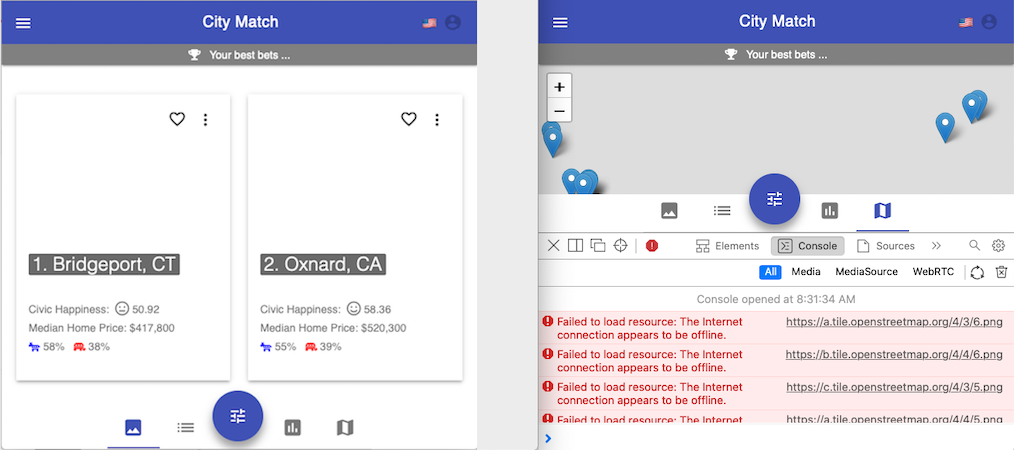 City Match
Your best bets ...
1. Bridgeport, CT
2. Oxnard, CA
Civic Happiness: 50.92
Median Home Price: $417,800
58% 38%
Civic Happiness: 58.36
Median Home Price: $520,300
55% 39%
City Match
Your best bets ...
+
−
Elements Console Sources
All Media MediaSource WebRTC
Console opened at 8:31:34 AM
Failed to load resource: The Internet https://a.tile.openstreetmap.org/4/3/6.png
connection appears to be offline.
Failed to load resource: The Internet https://b.tile.openstreetmap.org/4/4/6.png
connection appears to be offline.
Failed to load resource: The Internet https://c.tile.openstreetmap.org/4/3/5.png
connection appears to be offline.
Failed to load resource: The Internet https://a.tile.openstreetmap.org/4/4/5.png